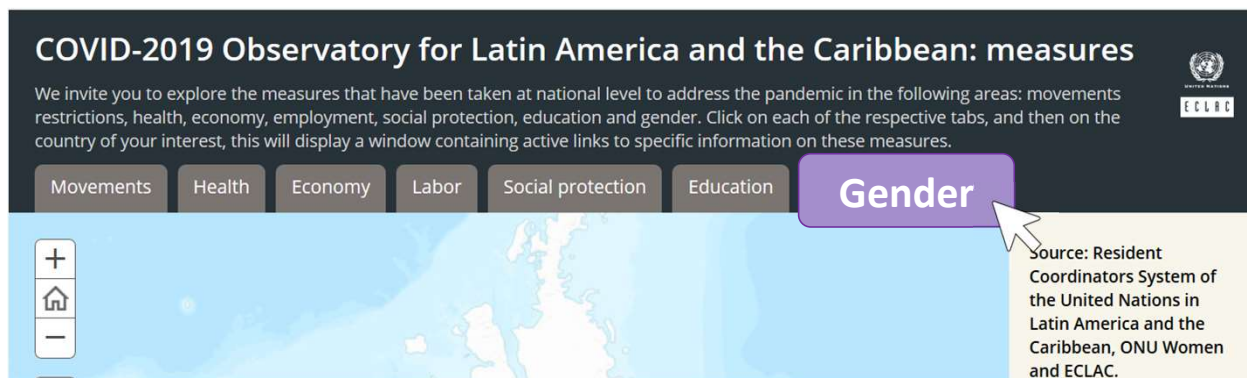 COVID-2019 Observatory for Latin America and the Caribbean: measures
We invite you to explore the measures that have been taken at national level to address the pandemic in the following areas: movements
restrictions, health, economy, employment, social protection, education and gender. Click on each of the respective tabs, and then on the
country of your interest, this will display a window containing active links to specific information on these measures.
UNITED NATIONS
ECLAC
Movements
Health
Economy
Labor
Social protection
Education
Gender
+
−
Source: Resident
Coordinators System of
the United Nations in
Latin America and the
Caribbean, ONU Women
and ECLAC.